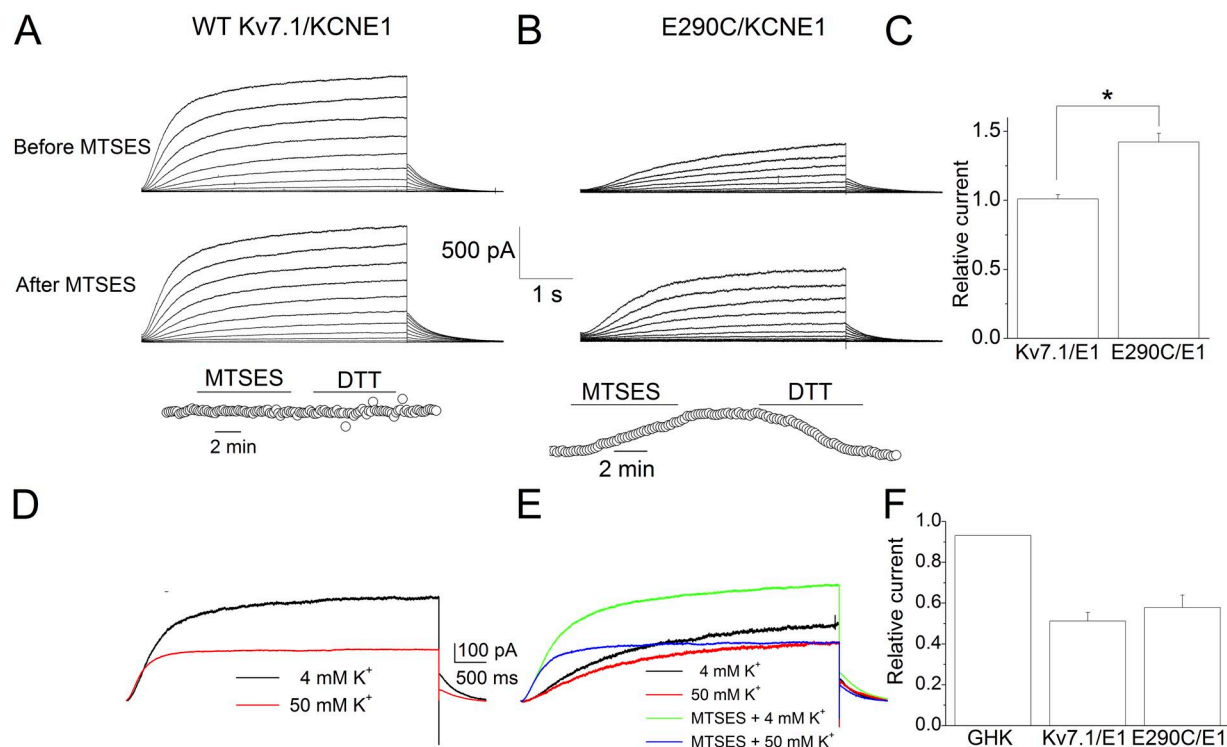 A
WT Kv7.1/KCNE1
B
E290C/KCNE1
C
Before MTSES
After MTSES
500 pA
1 s
*
Relative current
1.5
1.0
0.5
0.0
Kv7.1/E1 E290C/E1
MTSES DTT
2 min
MTSES DTT
2 min
D
4 mM K+
50 mM K+
100 pA
500 ms
E
4 mM K+
50 mM K+
MTSES + 4 mM K+
MTSES + 50 mM K+
F
Relative current
1.0
0.8
0.6
0.4
0.2
0.0
GHK Kv7.1/E1 E290C/E1